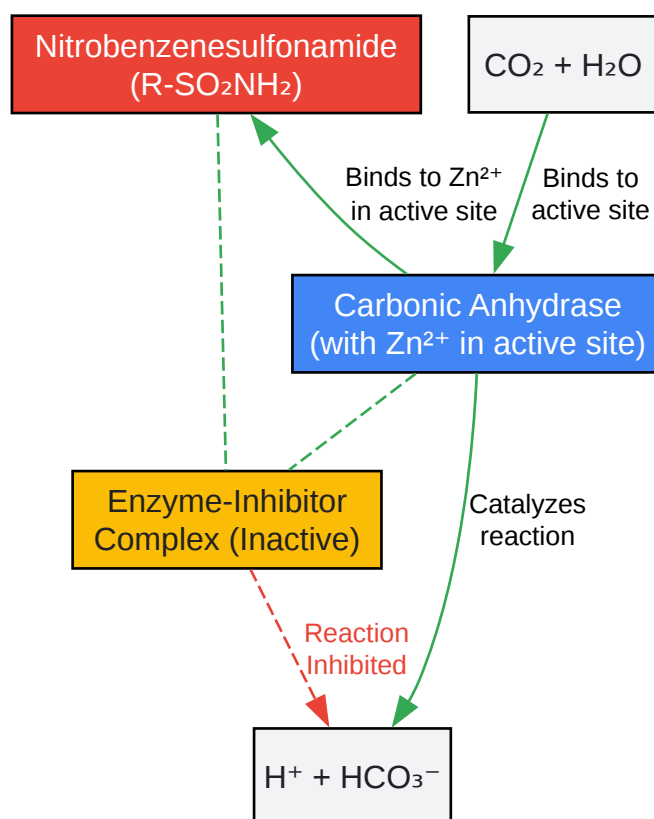 Nitrobenzenesulfonamide
(R-SO₂NH₂)
CO₂ + H₂O
Binds to Zn²⁺
in active site
Binds to
active site
Carbonic Anhydrase
(with Zn²⁺ in active site)
Enzyme-Inhibitor
Complex (Inactive)
Catalyzes
reaction
Reaction
Inhibited
H⁺ + HCO₃⁻